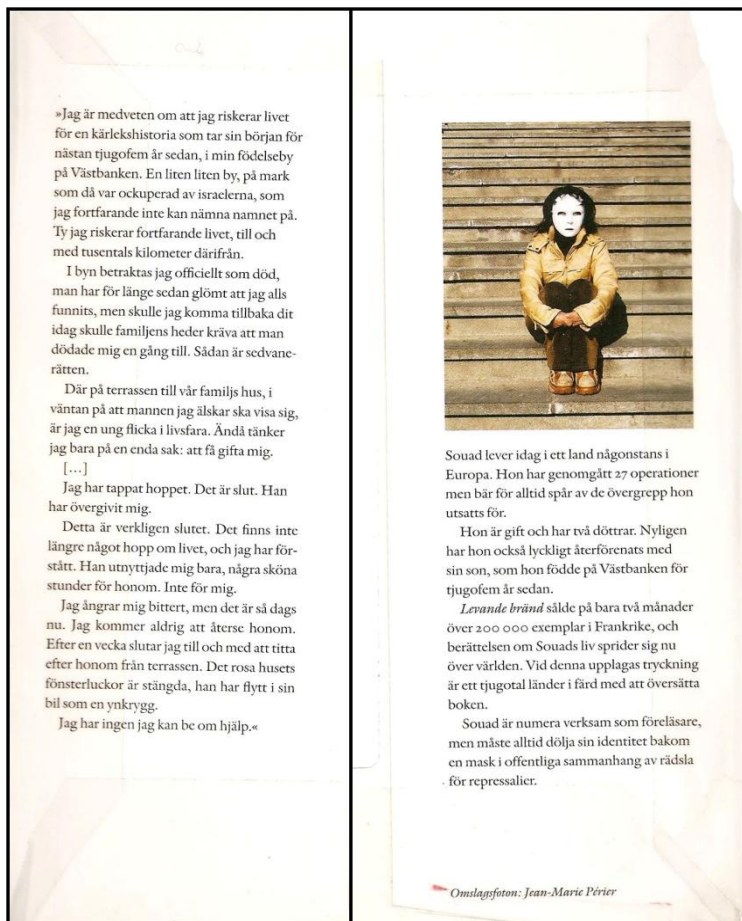 »Jag är medveten om att jag riskerar livet
för en kärlekshistoria som tar sin början för
nästan tjugofem år sedan, i min födelseby
på Västbanken. En liten liten by, på mark
som då var ockuperad av israelerna, som
jag fortfarande inte kan nämna namnet på.
Ty jag riskerar fortfarande livet, till och
med tusentals kilometer därifrån.
I byn betraktas jag officiellt som död,
man har för länge sedan glömt att jag alls
funnits, men skulle jag komma tillbaka dit
idag skulle familjens heder kräva att man
dödade mig en gång till. Sådan är sedvane-
rätten.
Där på terrassen till vår familjs hus, i
väntan på att mannen jag älskar ska visa sig,
är jag en ung flicka i livsfara. Ändå tänker
jag bara på en enda sak: att få gifta mig.
[…]
Jag har tappat hoppet. Det är slut. Han
har övergivit mig.
Detta är verkligen slutet. Det finns inte
längre något hopp om livet, och jag har för-
stått. Han utnyttjade mig bara, några sköna
stunder för honom. Inte för mig.
Jag ångrar mig bittert, men det är så dags
nu. Jag kommer aldrig att återse honom.
Efter en vecka slutar jag till och med att titta
efter honom från terrassen. Det rosa husets
fönsterluckor är stängda, han har flytt i sin
bil som en ynkrygg.
Jag har ingen jag kan be om hjälp.«
Souad lever idag i ett land någonstans i
Europa. Hon har genomgått 27 operationer
men bär för alltid spår av de övergrepp hon
utsatts för.
Hon är gift och har två döttrar. Nyligen
har hon också lyckligt återförenats med
sin son, som hon födde på Västbanken för
tjugofem år sedan.
Levande bränd sålde på bara två månader
över 200 000 exemplar i Frankrike, och
berättelsen om Souads liv sprider sig nu
över världen. Vid denna upplagas tryckning
är ett tjugotal länder i färd med att översätta
boken.
Souad är numera verksam som föreläsare,
men måste alltid dölja sin identitet bakom
en mask i offentliga sammanhang av rädsla
för repressalier.
Omslagsfoton: Jean-Marie Périer